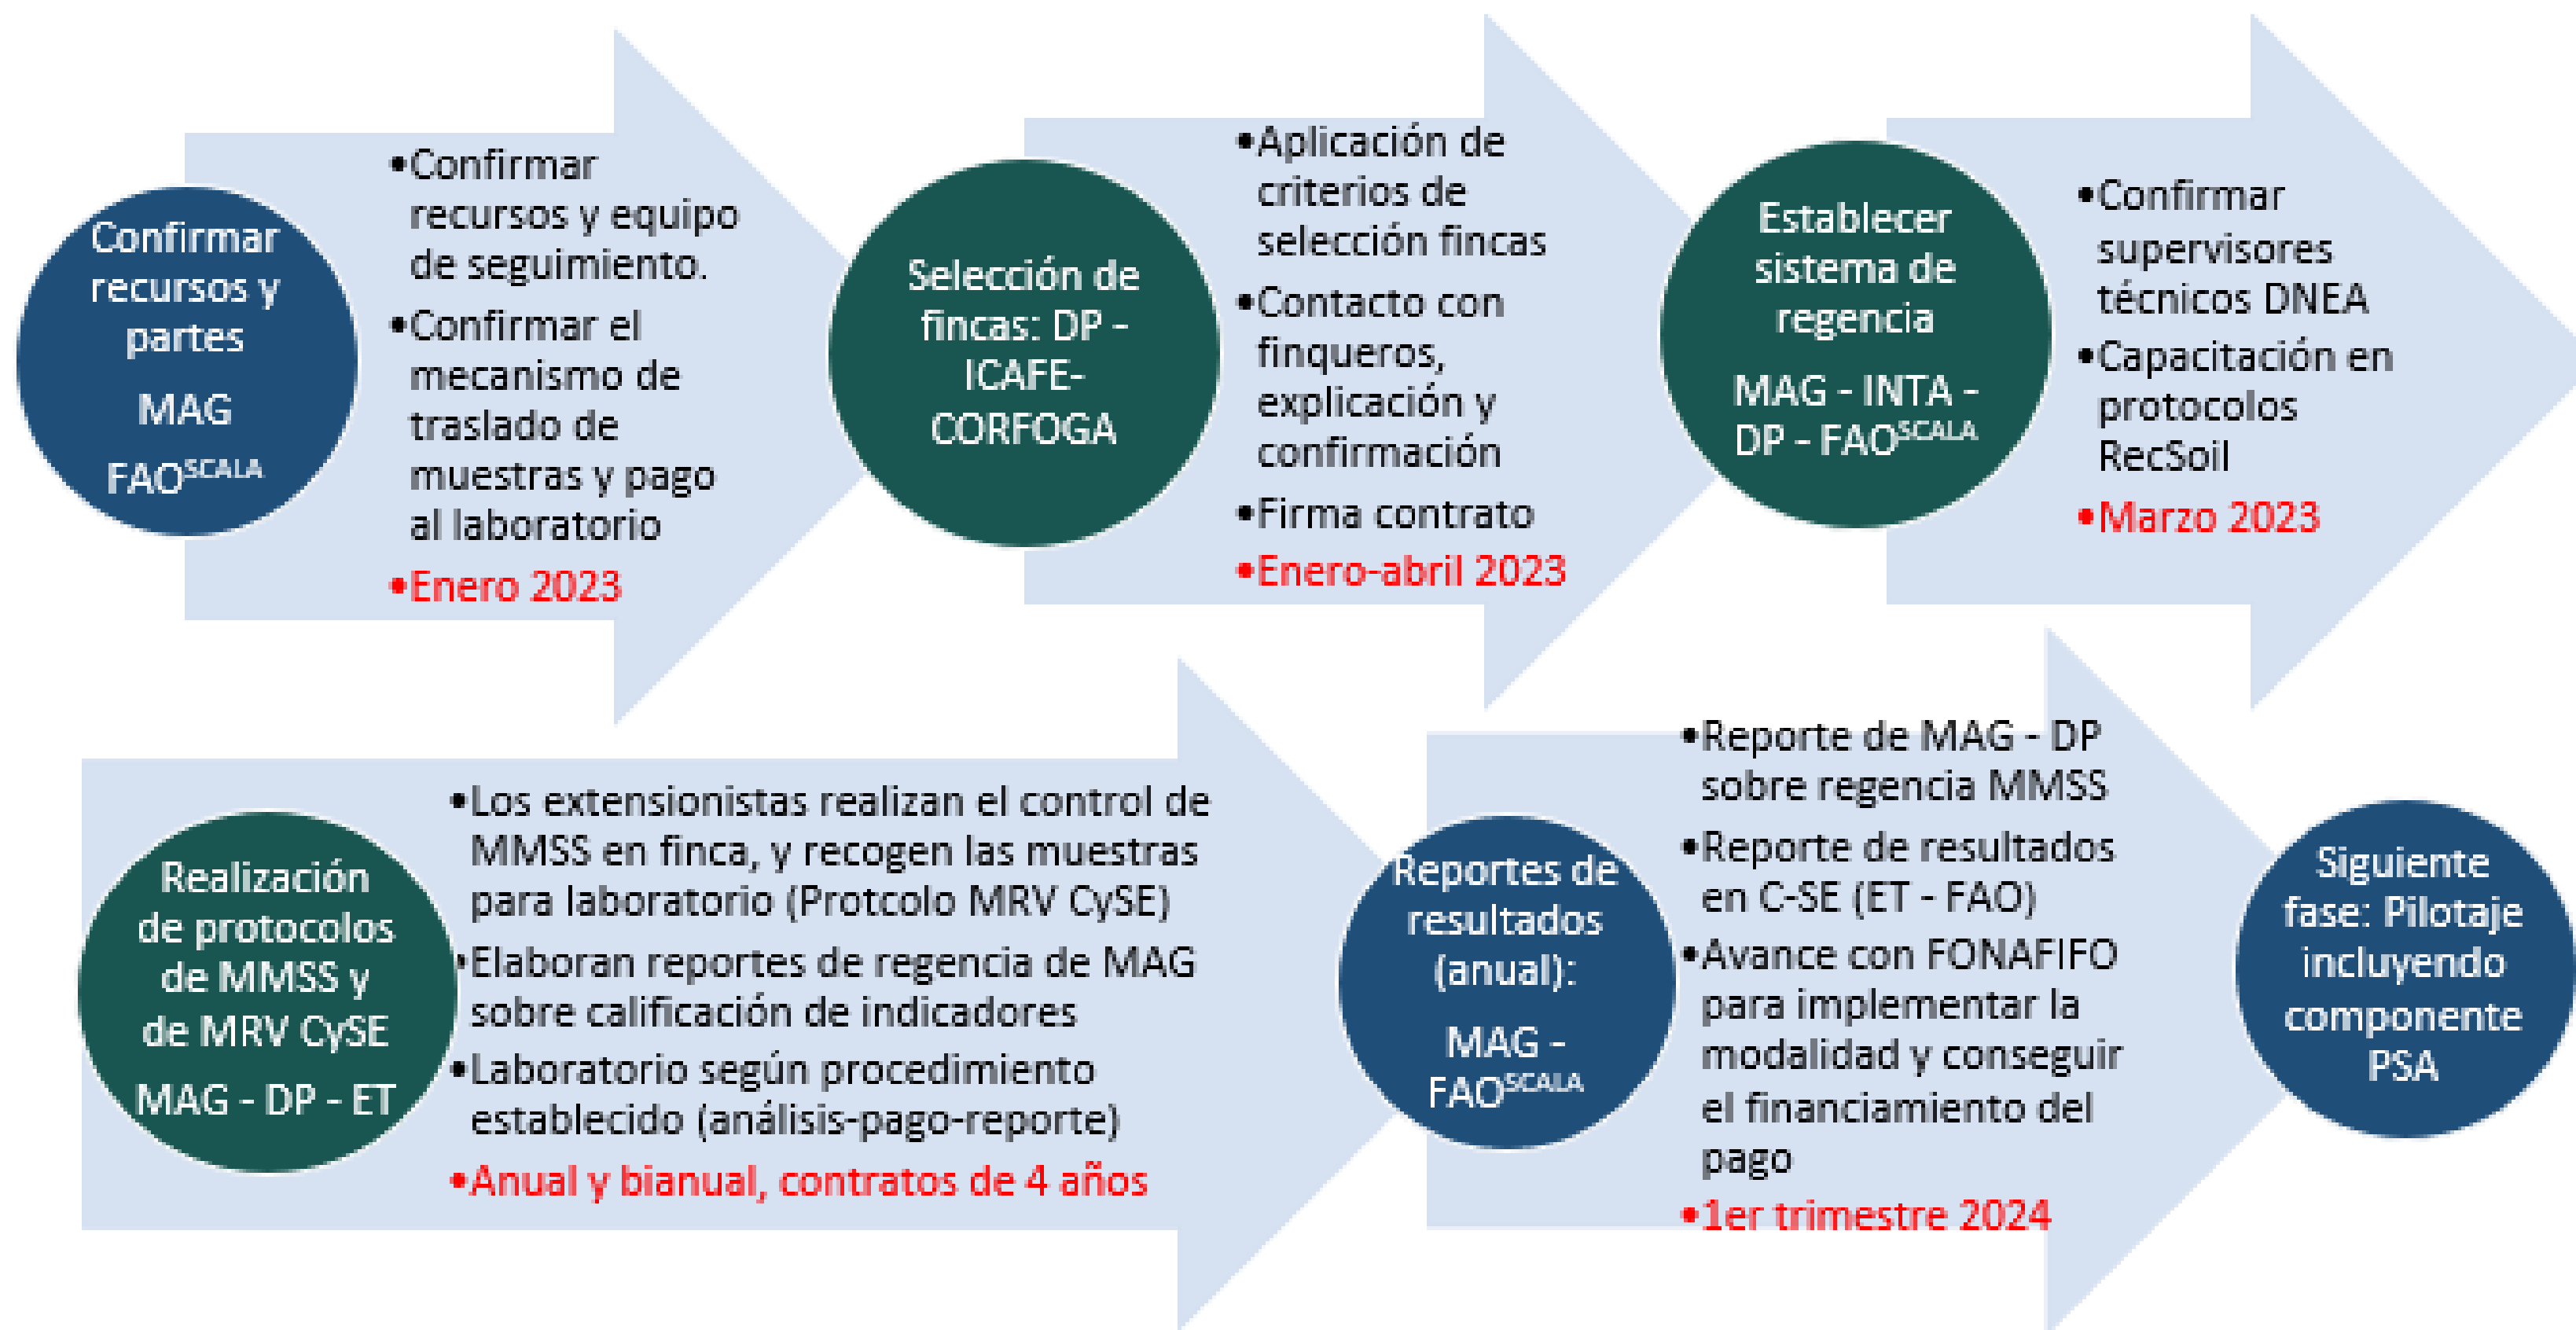 Confirmar
recursos y
partes
MAG
FAO^SCALA
•Confirmar
recursos y equipo
de seguimiento.
•Confirmar el
mecanismo de
traslado de
muestras y pago
al laboratorio
•Enero 2023
Selección de
fincas: DP –
ICAFE-
CORFOGA
•Aplicación de
criterios de
selección fincas
•Contacto con
finqueros,
explicación y
confirmación
•Firma contrato
•Enero-abril 2023
Establecer
sistema de
regencia
MAG - INTA -
DP - FAO^SCALA
•Confirmar
supervisores
técnicos DNEA
•Capacitación en
protocolos
RecSoil
•Marzo 2023
Realización
de protocolos
de MMSS y
de MRV CySE
MAG - DP - ET
•Los extensionistas realizan el control de
MMSS en finca, y recogen las muestras
para laboratorio (Protcolo MRV CySE)
•Elaboran reportes de regencia de MAG
sobre calificación de indicadores
•Laboratorio según procedimiento
establecido (análisis-pago-reporte)
•Anual y bianual, contratos de 4 años
Reportes de
resultados
(anual):
MAG –
FAO^SCALA
•Reporte de MAG - DP
sobre regencia MMSS
•Reporte de resultados
en C-SE (ET - FAO)
•Avance con FONAFIFO
para implementar la
modalidad y conseguir
el financiamiento del
pago
•1er trimestre 2024
Siguiente
fase: Pilotaje
incluyendo
componente
PSA